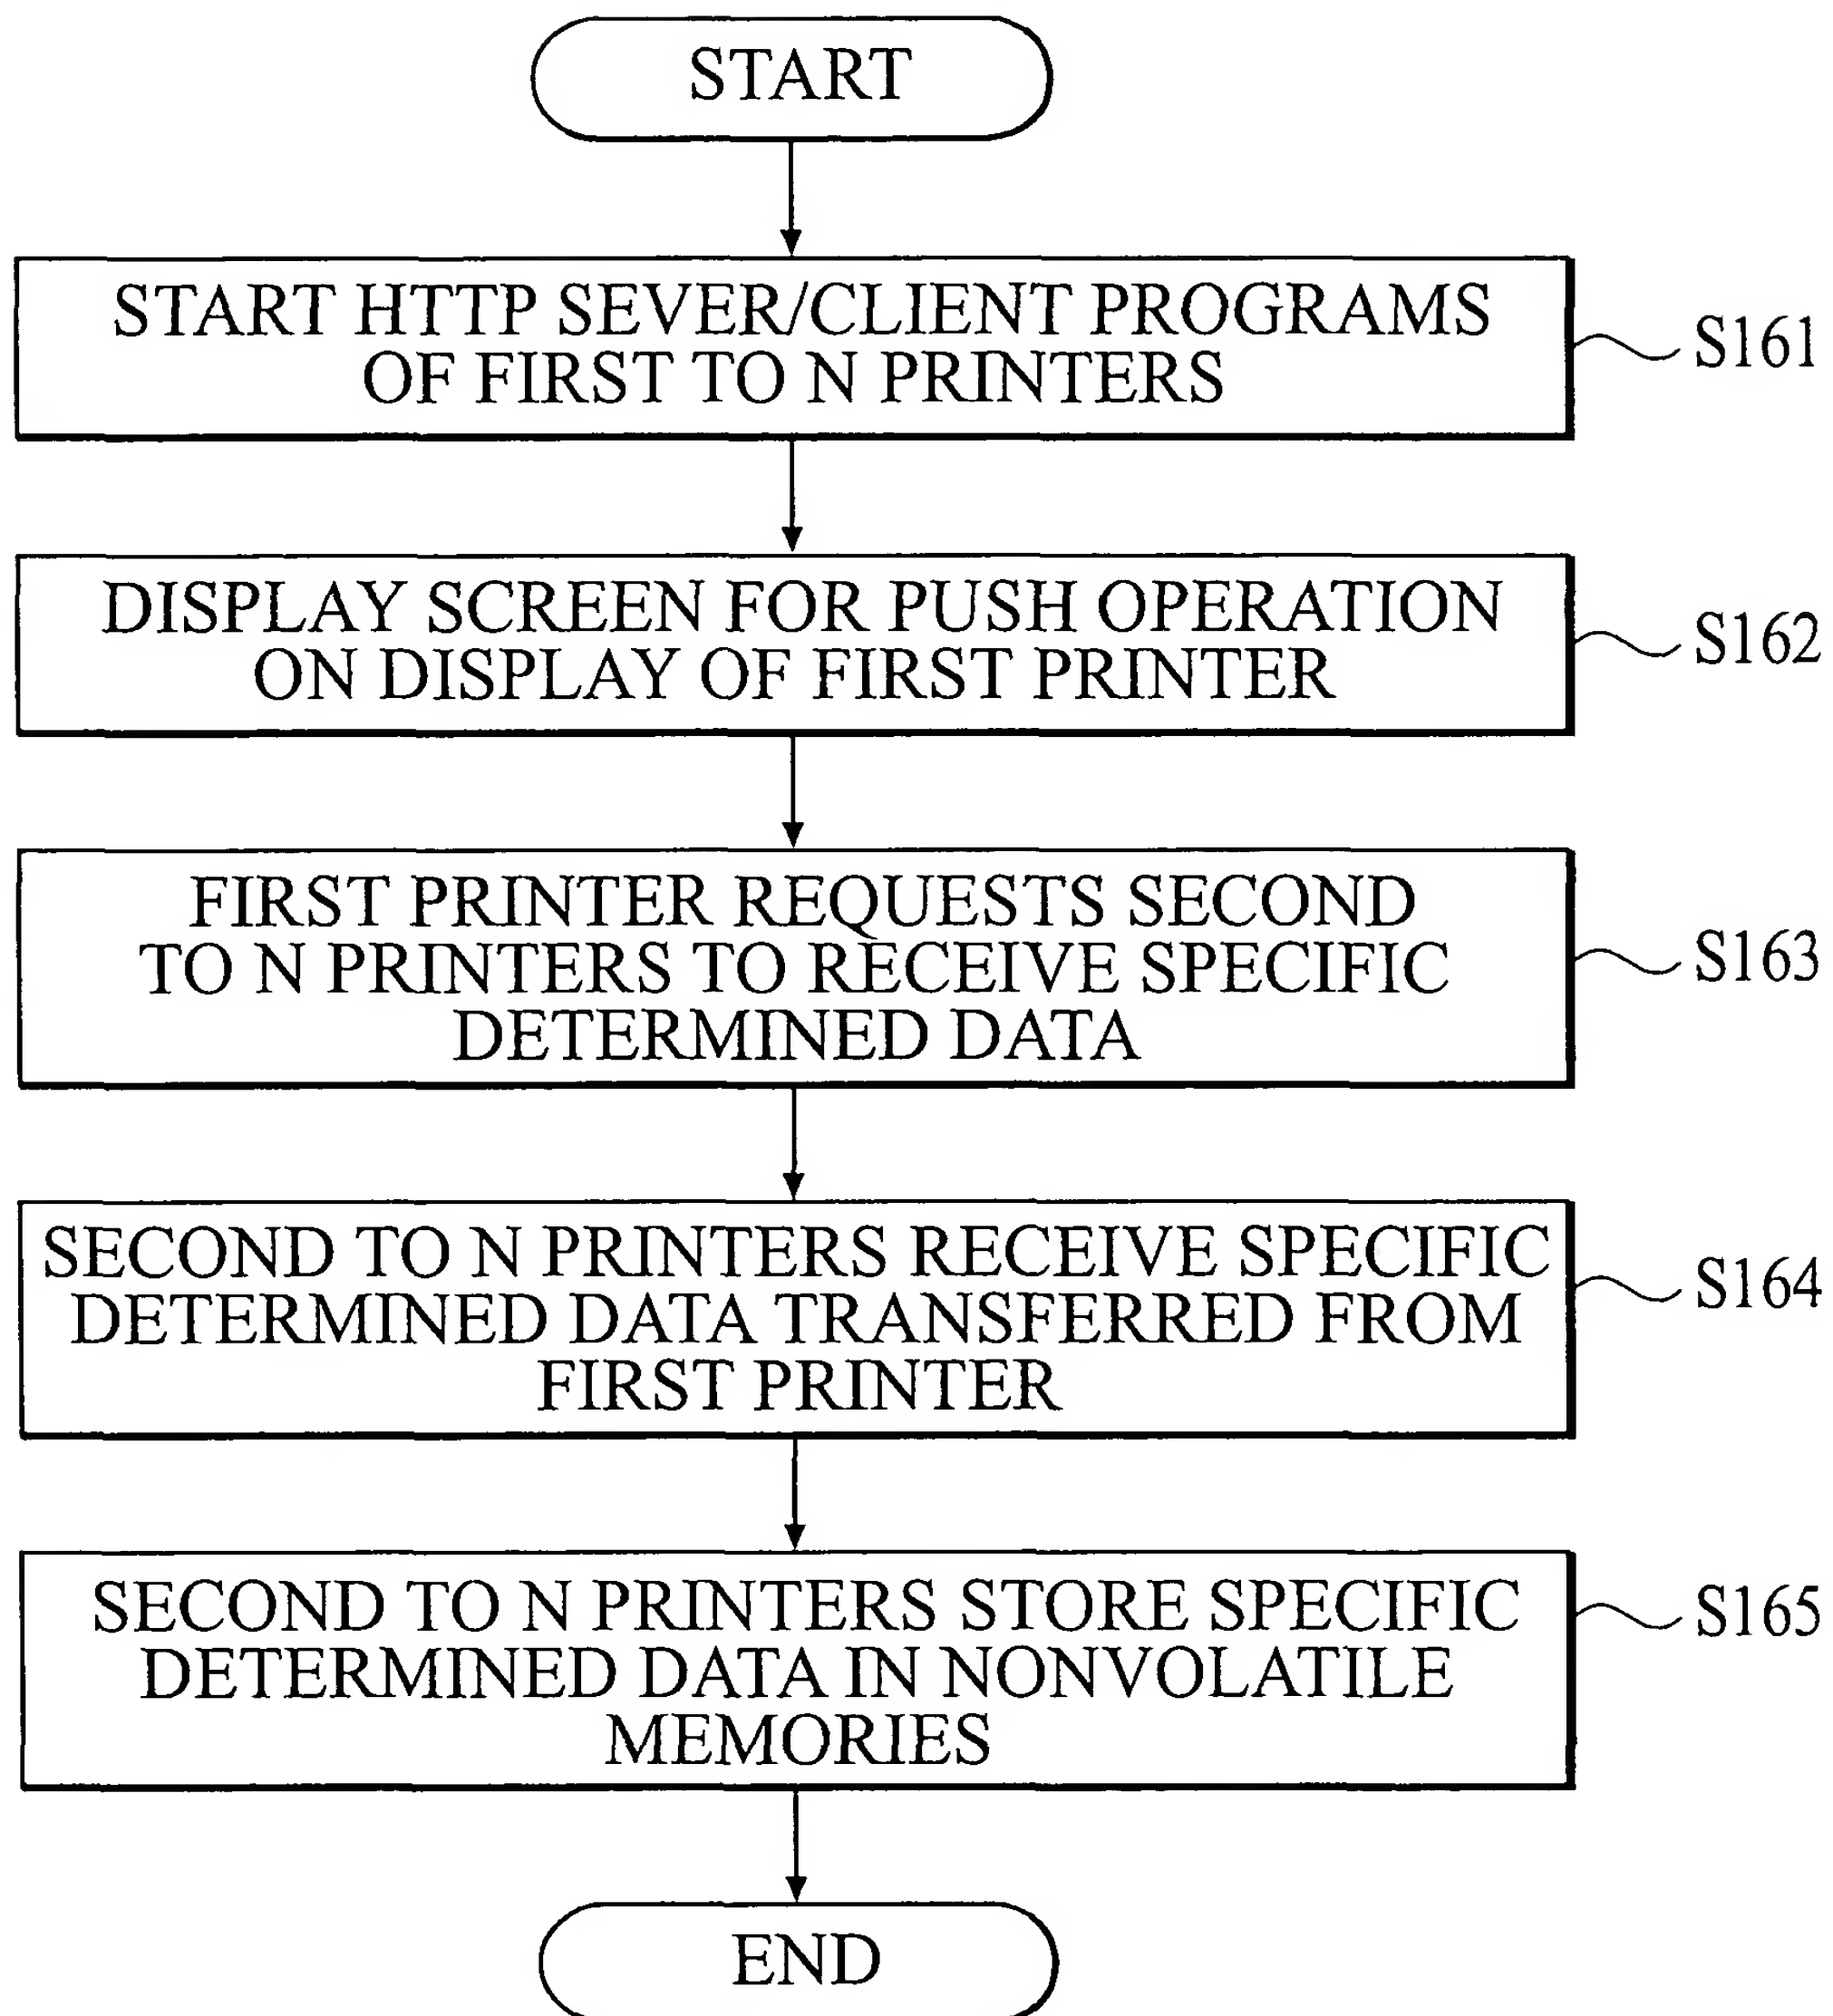 START
START HTTP SEVER/CLIENT PROGRAMS
OF FIRST TO N PRINTERS
S161
DISPLAY SCREEN FOR PUSH OPERATION
ON DISPLAY OF FIRST PRINTER
S162
FIRST PRINTER REQUESTS SECOND
TO N PRINTERS TO RECEIVE SPECIFIC
DETERMINED DATA
S163
SECOND TO N PRINTERS RECEIVE SPECIFIC
DETERMINED DATA TRANSFERRED FROM
FIRST PRINTER
S164
SECOND TO N PRINTERS STORE SPECIFIC
DETERMINED DATA IN NONVOLATILE
MEMORIES
S165
END